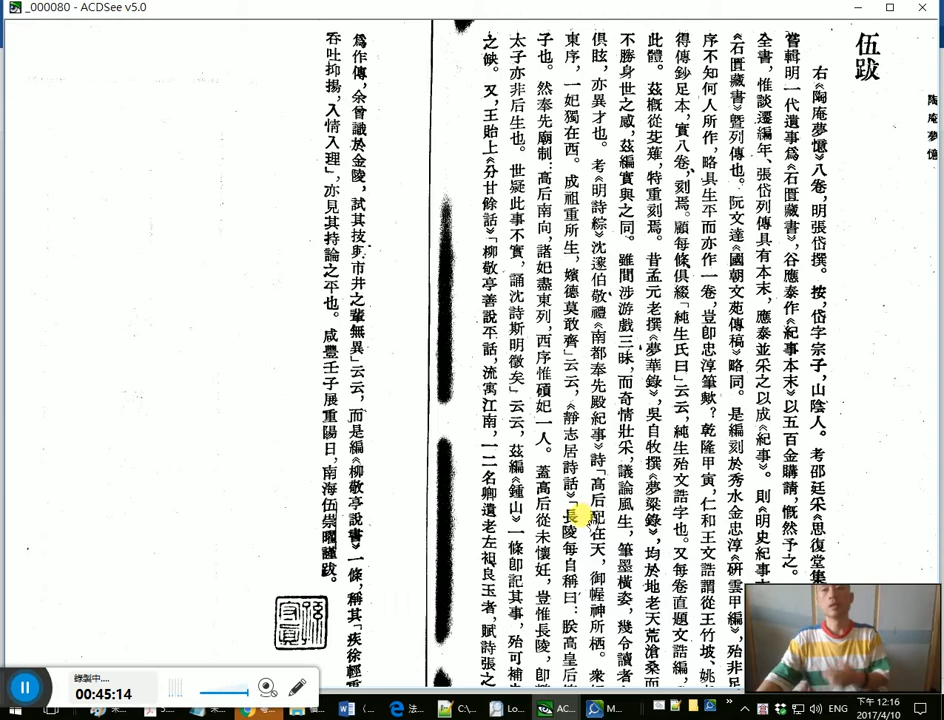 _000080 - ACDSee v5.0
陶庵夢憶
伍跋
右《陶庵夢憶》八卷，明張岱撰。按，岱字宗子，山陰人。考邵廷采《思復堂集
嘗輯明一代遺事爲《石匱藏書》，谷應泰作《紀事本末》以五百金購請，慨然予之。
全書，惟談遷編年、張岱列傳具有本末，應泰並采之以成《紀事》。則《明史紀事本
《石匱藏書》曁列傳也。阮文達《國朝文苑傳稿》略同。是編刻於秀水金忠淳《硏雲甲編》，殆非足
序不知何人所作，略具生平而亦作一卷，豈卽忠淳筆歟？乾隆甲寅，仁和王文誥謂從王竹坡、姚
得傳鈔足本，實八卷，刻焉。顧每條俱綴「純生氏曰」云云，純生殆文誥字也。又每卷直題文誥編，
此體。茲槪從芟薙，特重刻焉。昔孟元老撰《夢華錄》，吳自牧撰《夢粱錄》，均於地老天荒滄桑而
不勝身世之感，茲編實與之同。雖間涉游戲三昧，而奇情壯采，議論風生，筆墨橫姿，幾令讀者
俱眩，亦異才也。考《明詩綜》沈邃伯敬禮《南都奉先殿紀事》詩「高后配在天，御幄神所栖。衆
東序，一妃獨在西。成祖重所生，嬪德莫敢齊」云云，《靜志居詩話》「長陵每自稱曰：朕高皇后
子也。然奉先廟制：高后南向，諸妃盡東列，西序惟碩妃一人。蓋高后從未懷妊，豈惟長陵，卽
太子亦非后生也。世疑此事不實，誦沈詩斯明徵矣」云云，茲編《鍾山》一條卽記其事，殆可補
之缺。又，王貽上《分甘餘話》「柳敬亭善說平話，流寓江南，一二名卿遺老左袒良玉者，賦詩張之
爲作傳，余曾識於金陵，試其技，與市井之輩無異」云云，而是編《柳敬亭說書》一條，稱其「疾徐輕重
吞吐抑揚，入情入理」，亦見其持論之平也。咸豐壬子展重陽日，南海伍崇曜謹跋。
錄製中...
00:45:14
法...
C:\...
Lo...
AC...
M...
ENG
下午 12:16
2017/4/10